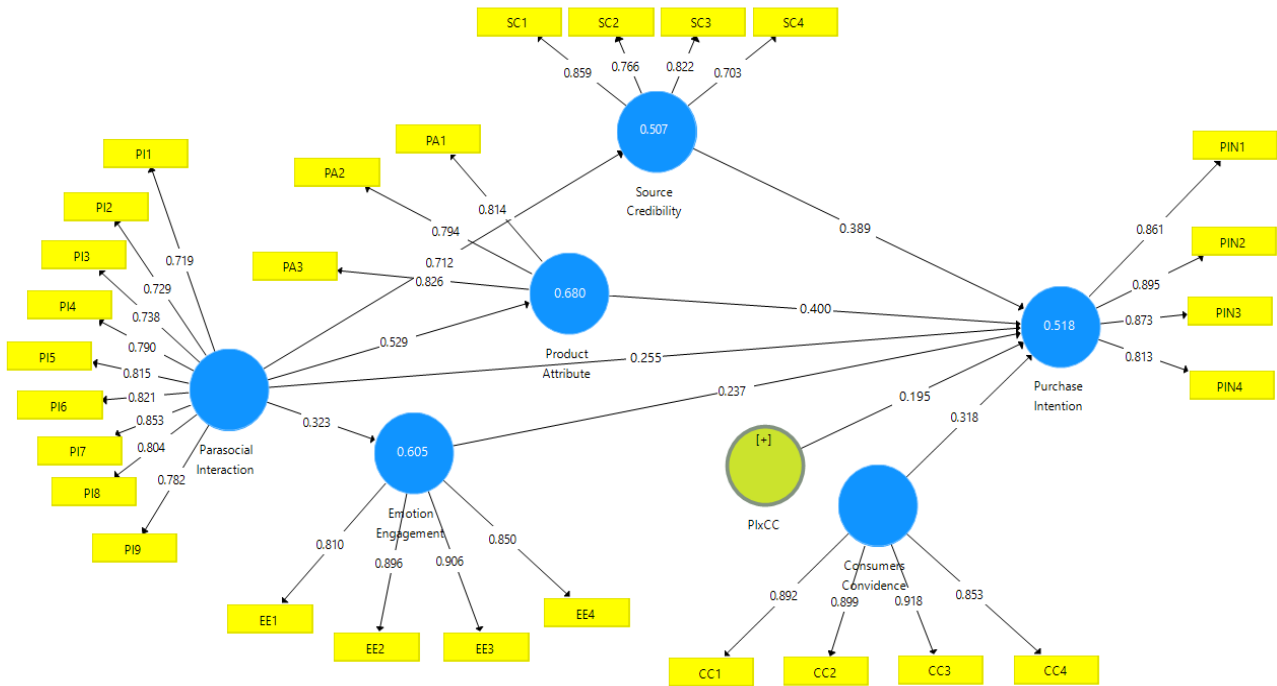 SC1
SC2
SC3
SC4
0.859
0.766
0.822
0.703
0.507
Source
Credibility
PI1
PI2
PI3
PI4
PI5
PI6
PI7
PI8
PI9
0.719
0.729
0.738
0.790
0.815
0.821
0.853
0.804
0.782
Parasocial
Interaction
PA1
PA2
PA3
0.814
0.794
0.826
0.712
0.680
Product
Attribute
0.529
0.323
0.389
0.400
0.255
0.237
0.195
0.318
0.605
Emotion
Engagement
0.810
0.896
0.906
0.850
EE1
EE2
EE3
EE4
[+]
PIxCC
Consumers
Convidence
0.892
0.899
0.918
0.853
CC1
CC2
CC3
CC4
0.518
Purchase
Intention
0.861
0.895
0.873
0.813
PIN1
PIN2
PIN3
PIN4